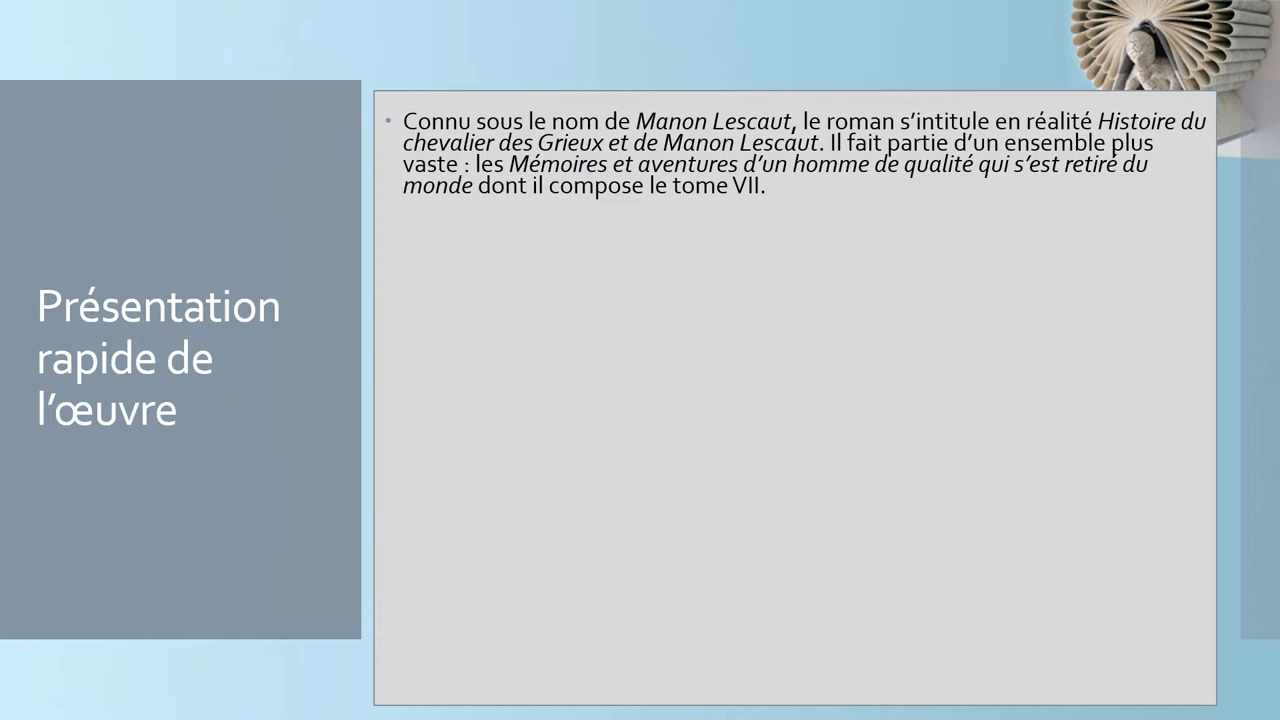 Présentation
rapide de
l’œuvre
• Connu sous le nom de Manon Lescaut, le roman s’intitule en réalité Histoire du
chevalier des Grieux et de Manon Lescaut. Il fait partie d’un ensemble plus
vaste : les Mémoires et aventures d’un homme de qualité qui s’est retiré du
monde dont il compose le tome VII.